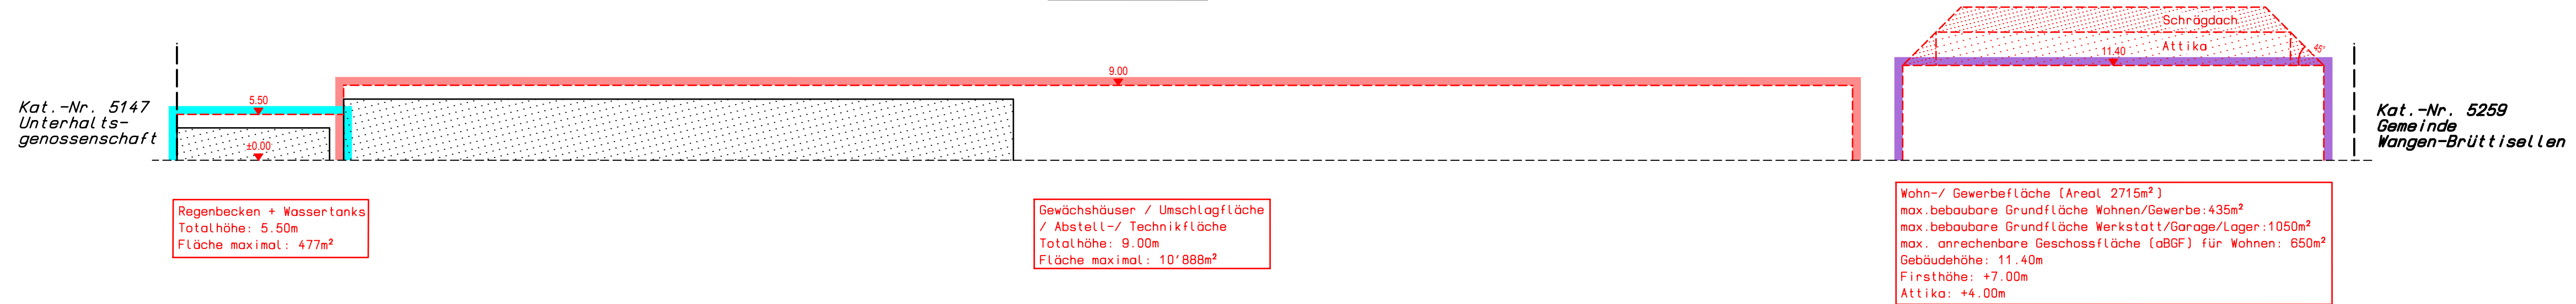 Kat.-Nr. 5147
Unterhalts-
genossenschaft
5.50
±0.00
9.00
Schrägdach
Attika
11.40
45°
Kat.-Nr. 5259
Gemeinde
Wangen-Brüttisellen
Regenbecken + Wassertanks
Totalhöhe: 5.50m
Fläche maximal: 477m²
Gewächshäuser / Umschlagfläche
/ Abstell-/ Technikfläche
Totalhöhe: 9.00m
Fläche maximal: 10'888m²
Wohn-/ Gewerbefläche (Areal 2715m²)
max.bebaubare Grundfläche Wohnen/Gewerbe:435m²
max.bebaubare Grundfläche Werkstatt/Garage/Lager:1050m²
max. anrechenbare Geschossfläche (aBGF) für Wohnen: 650m²
Gebäudehöhe: 11.40m
Firsthöhe: +7.00m
Attika: +4.00m